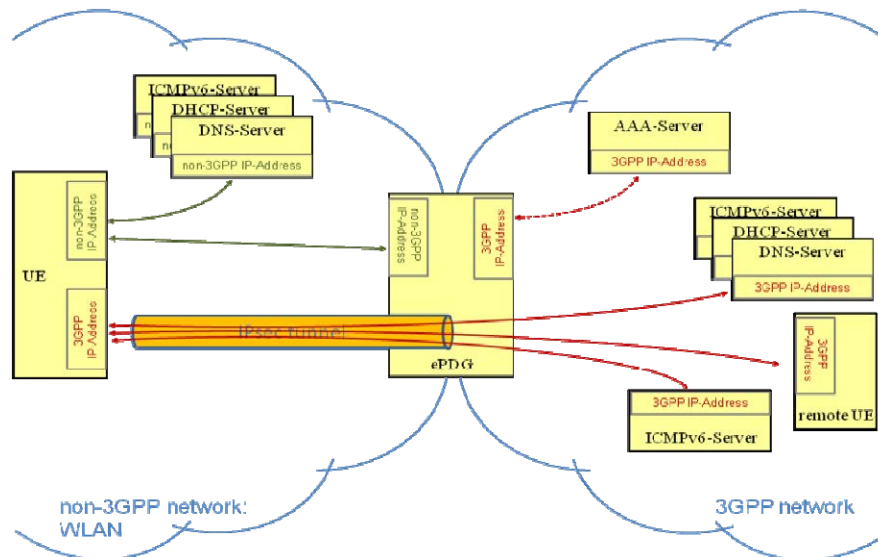 ICMPv6-Server
DHCP-Server
DNS-Server
non-3GPP IP-Address
AAA-Server
3GPP IP-Address
UE
non-3GPP
IP-Address
3GPP
IP-Address
non-3GPP
IP-Address
3GPP
IP-Address
IPsec tunnel
ePDG
ICMPv6-Server
DHCP-Server
DNS-Server
3GPP IP-Address
3GPP
IP-Address
remote UE
3GPP IP-Address
ICMPv6-Server
non-3GPP network:
WLAN
3GPP network